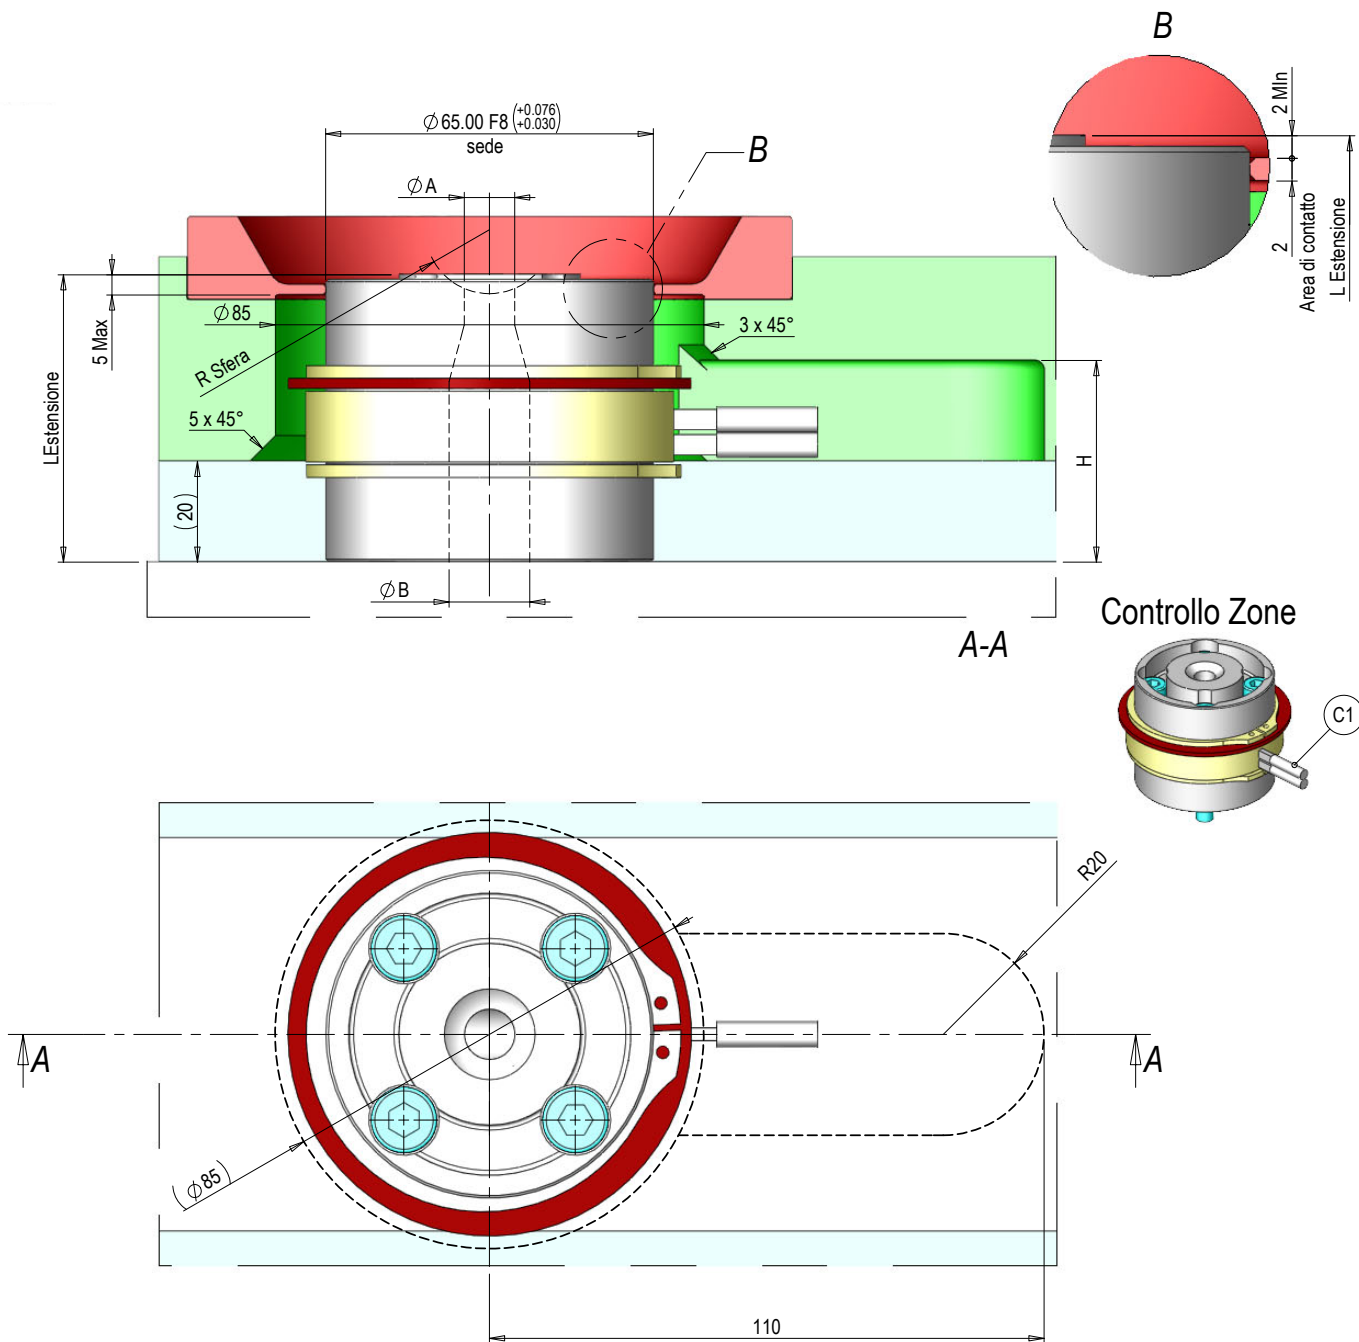 B
2 MIn
2
Area di contatto
L Estensione
Ø 65.00 F8 (+0.076
+0.030)
sede
B
Ø A
5 Max
Ø 85
3 x 45°
R Sfera
LEstensione
5 x 45°
(20)
H
Ø B
A-A
Controllo Zone
C1
R20
A
A
(Ø 85)
110